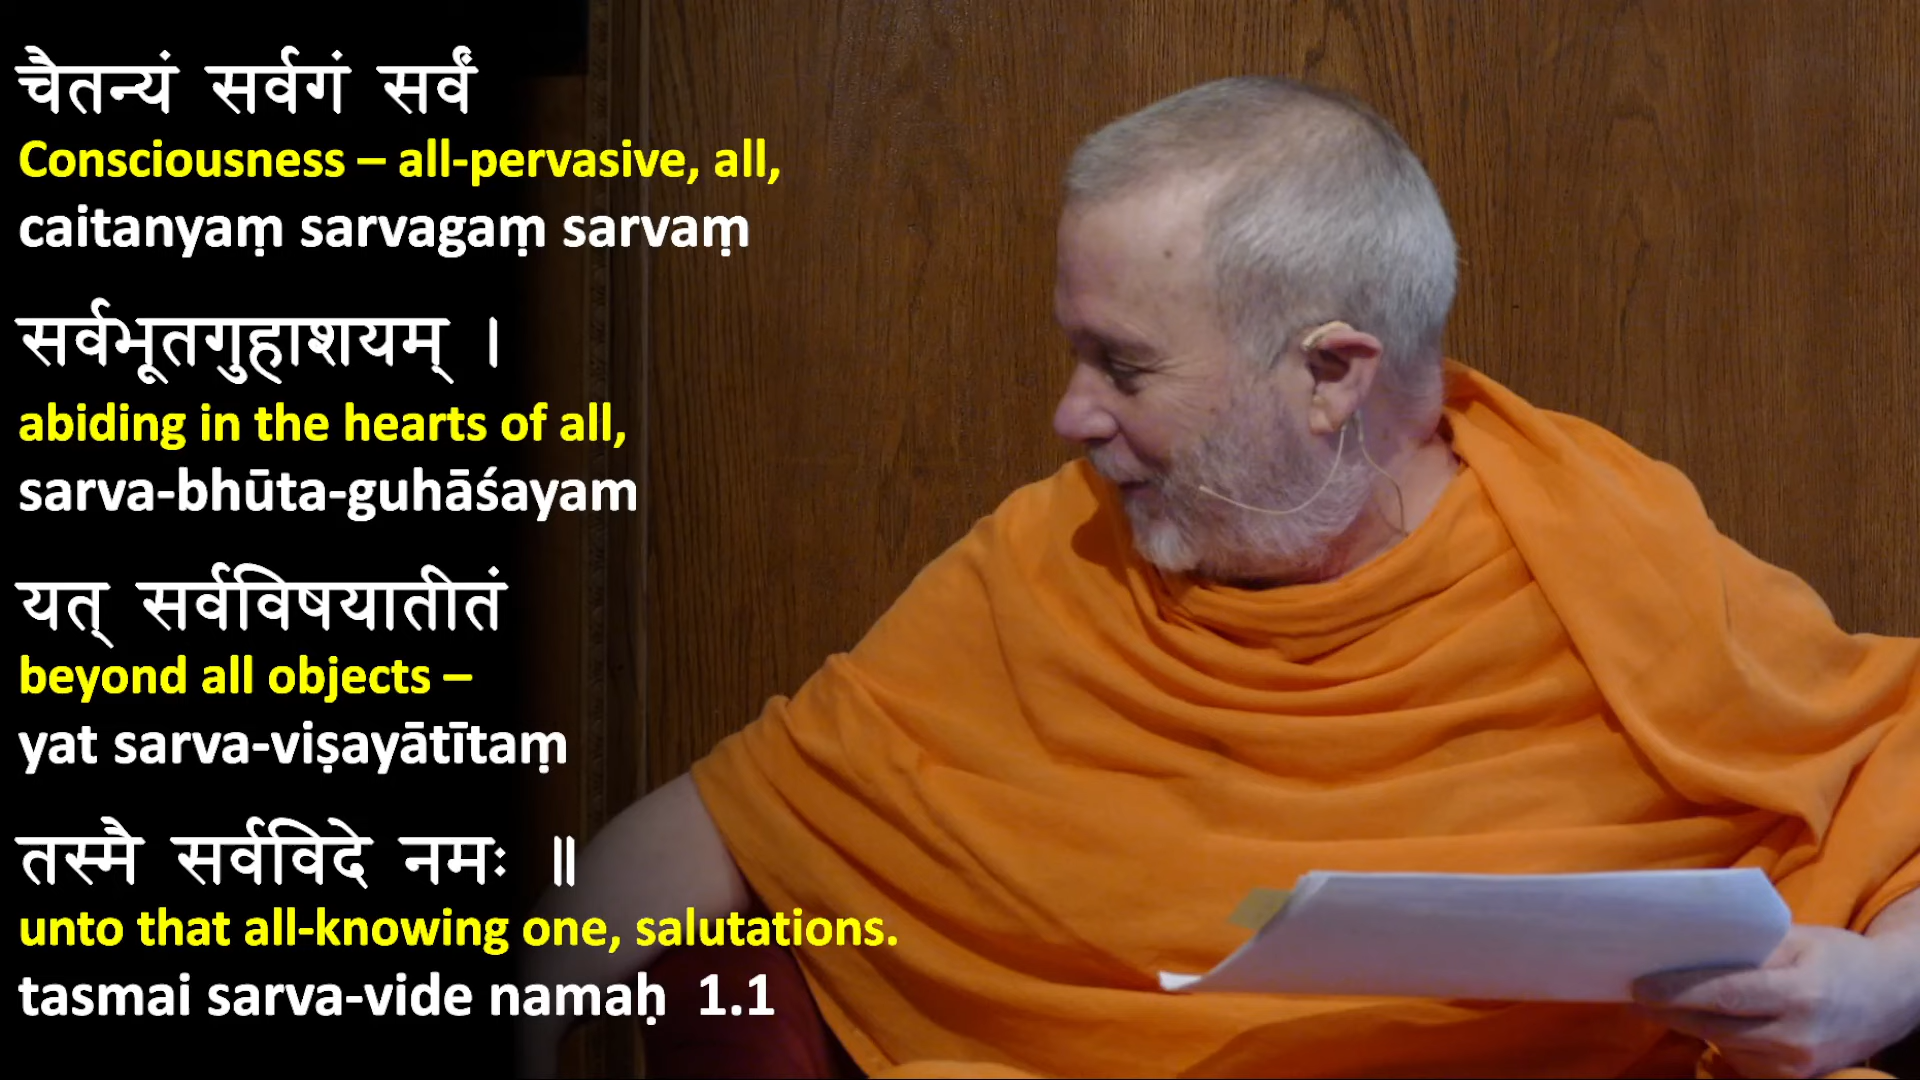 चैतन्यं सर्वगं सर्वं
Consciousness – all-pervasive, all,
caitanyaṃ sarvagaṃ sarvaṃ
सर्वभूतगुहाशयम् ।
abiding in the hearts of all,
sarva-bhūta-guhāśayam
यत् सर्वविषयातीतं
beyond all objects –
yat sarva-viṣayātītaṃ
तस्मै सर्वविदे नमः ॥
unto that all-knowing one, salutations.
tasmai sarva-vide namaḥ 1.1